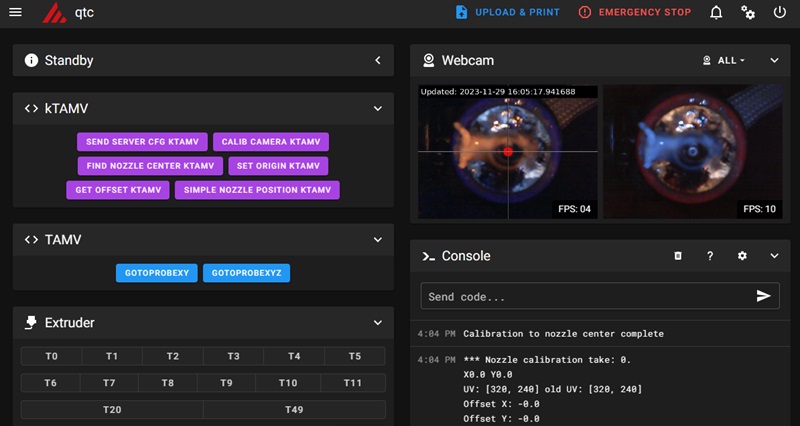 qtc
UPLOAD & PRINT
EMERGENCY STOP
Standby
kTAMV
SEND SERVER CFG KTAMV
CALIB CAMERA KTAMV
FIND NOZZLE CENTER KTAMV
SET ORIGIN KTAMV
GET OFFSET KTAMV
SIMPLE NOZZLE POSITION KTAMV
TAMV
GOTOPROBEXY
GOTOPROBEXYZ
Extruder
T0 T1 T2 T3 T4 T5
T6 T7 T8 T9 T10 T11
T20 T49
Webcam
ALL
Updated: 2023-11-29 16:05:17.941688
FPS: 04
FPS: 10
Console
Send code...
4:04 PM Calibration to nozzle center complete
4:04 PM *** Nozzle calibration take: 0.
X0.0 Y0.0
UV: [320, 240] old UV: [320, 240]
Offset X: -0.0
Offset Y: -0.0